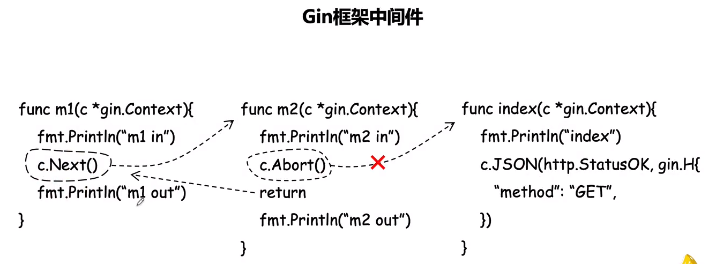 Gin框架中间件
func m1(c *gin.Context){
fmt.Println("m1 in")
c.Next()
fmt.Println("m1 out")
}
func m2(c *gin.Context){
fmt.Println("m2 in")
c.Abort()
return
fmt.Println("m2 out")
}
func index(c *gin.Context){
fmt.Println("index")
c.JSON(http.StatusOK, gin.H{
"method": "GET",
})
}